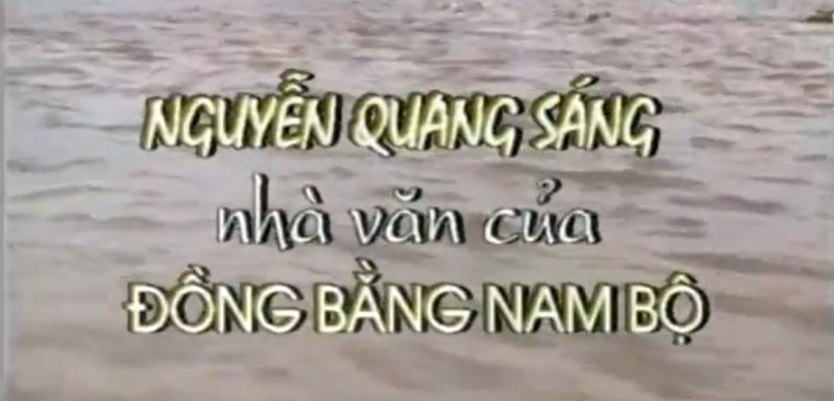 NGUYỄN QUANG SÁNG
nhà văn của
ĐỒNG BẰNG NAM BỘ